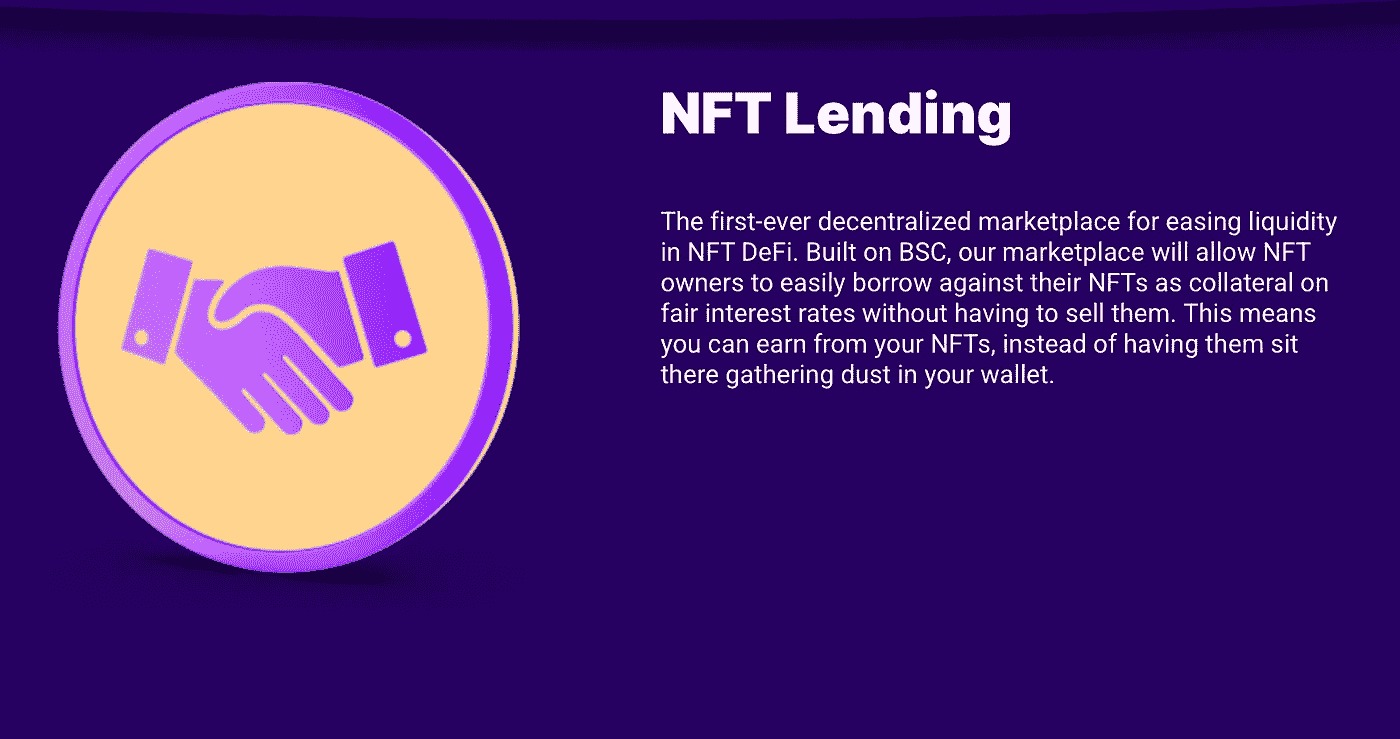 NFT Lending
The first-ever decentralized marketplace for easing liquidity
in NFT DeFi. Built on BSC, our marketplace will allow NFT
owners to easily borrow against their NFTs as collateral on
fair interest rates without having to sell them. This means
you can earn from your NFTs, instead of having them sit
there gathering dust in your wallet.